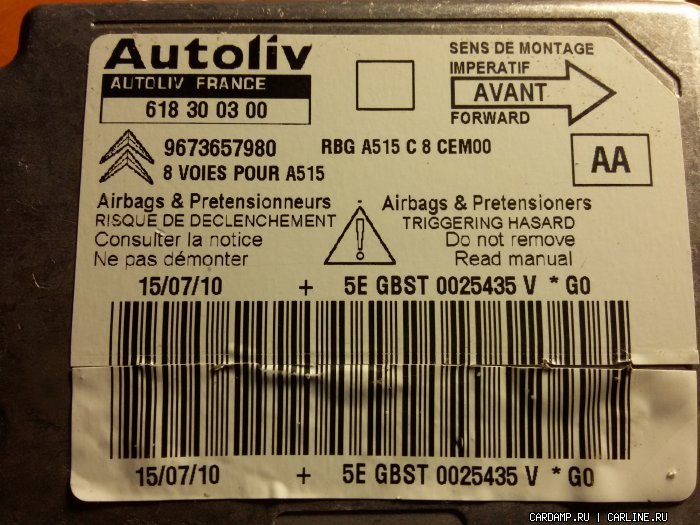 Autoliv
AUTOLIV FRANCE
618 30 03 00
SENS DE MONTAGE
IMPERATIF
AVANT
FORWARD
9673657980
RBG A515 C 8 CEM00
8 VOIES POUR A515
AA
Airbags & Pretensionneurs
RISQUE DE DECLENCHEMENT
Consulter la notice
Ne pas démonter
Airbags & Pretensioners
TRIGGERING HASARD
Do not remove
Read manual
15/07/10 + 5E GBST 0025435 V * G0
15/07/10 + 5E GBST 0025435 V * G0
CARDAMP.RU | CARLINE.RU